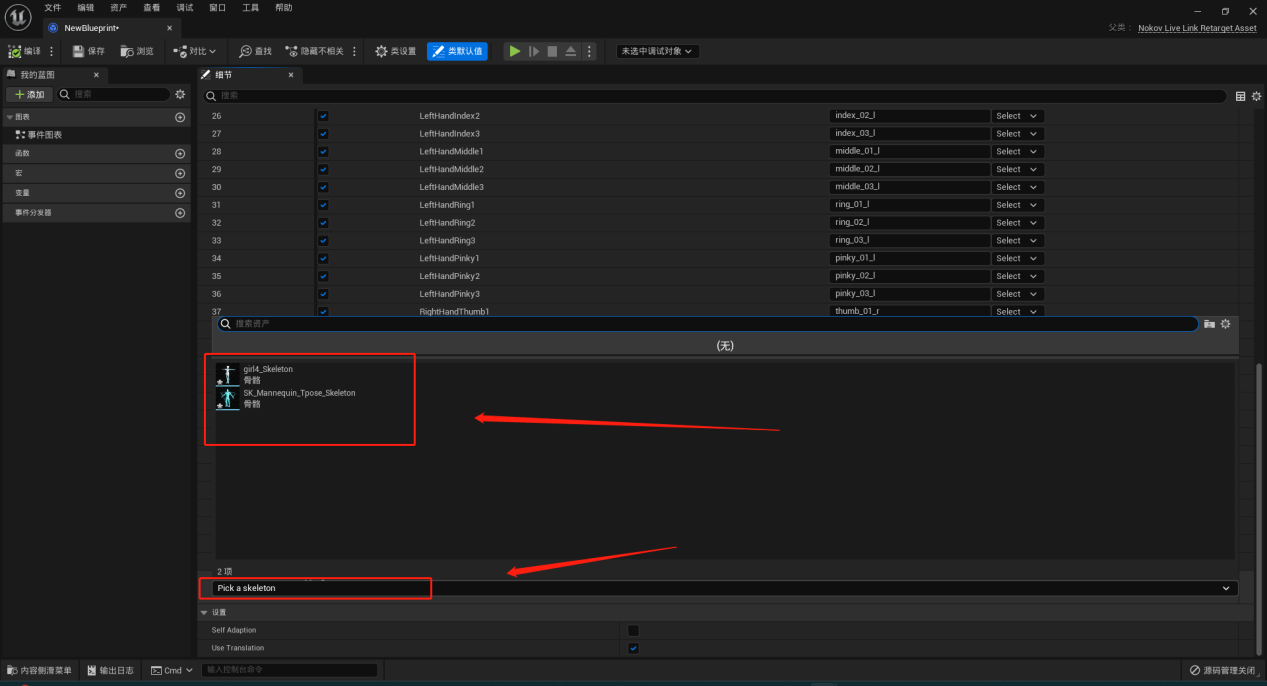 文件 编辑 资产 查看 调试 窗口 工具 帮助
NewBlueprint•
父类： Nokov Live Link Retarget Asset
编译 保存 浏览 对比 查找 隐藏不相关 类设置 类默认值 未选中调试对象
我的蓝图
细节
添加 搜索
搜索
图表
事件图表
函数
宏
变量
事件分发器
26 LeftHandIndex2 index_02_l Select
27 LeftHandIndex3 index_03_l Select
28 LeftHandMiddle1 middle_01_l Select
29 LeftHandMiddle2 middle_02_l Select
30 LeftHandMiddle3 middle_03_l Select
31 LeftHandRing1 ring_01_l Select
32 LeftHandRing2 ring_02_l Select
33 LeftHandRing3 ring_03_l Select
34 LeftHandPinky1 pinky_01_l Select
35 LeftHandPinky2 pinky_02_l Select
36 LeftHandPinky3 pinky_03_l Select
37 RightHandThumb1 thumb_01_r Select
搜索资产
(无)
girl4_Skeleton
骨骼
SK_Mannequin_Tpose_Skeleton
骨骼
2 项
Pick a skeleton
设置
Self Adaption
Use Translation
内容侧滑菜单 输出日志 Cmd 输入控制台命令 源码管理关闭